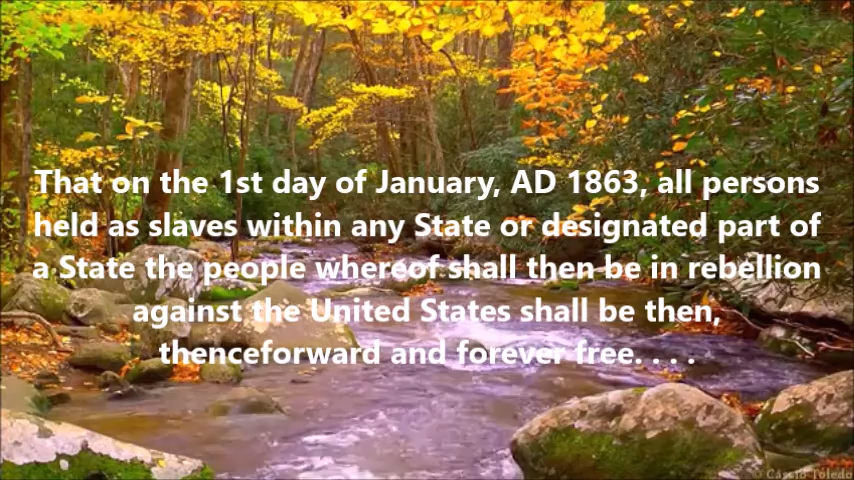 That on the 1st day of January, AD 1863, all persons
held as slaves within any State or designated part of
a State the people whereof shall then be in rebellion
against the United States shall be then,
thenceforward and forever free. . . .
© Cassio Toledo